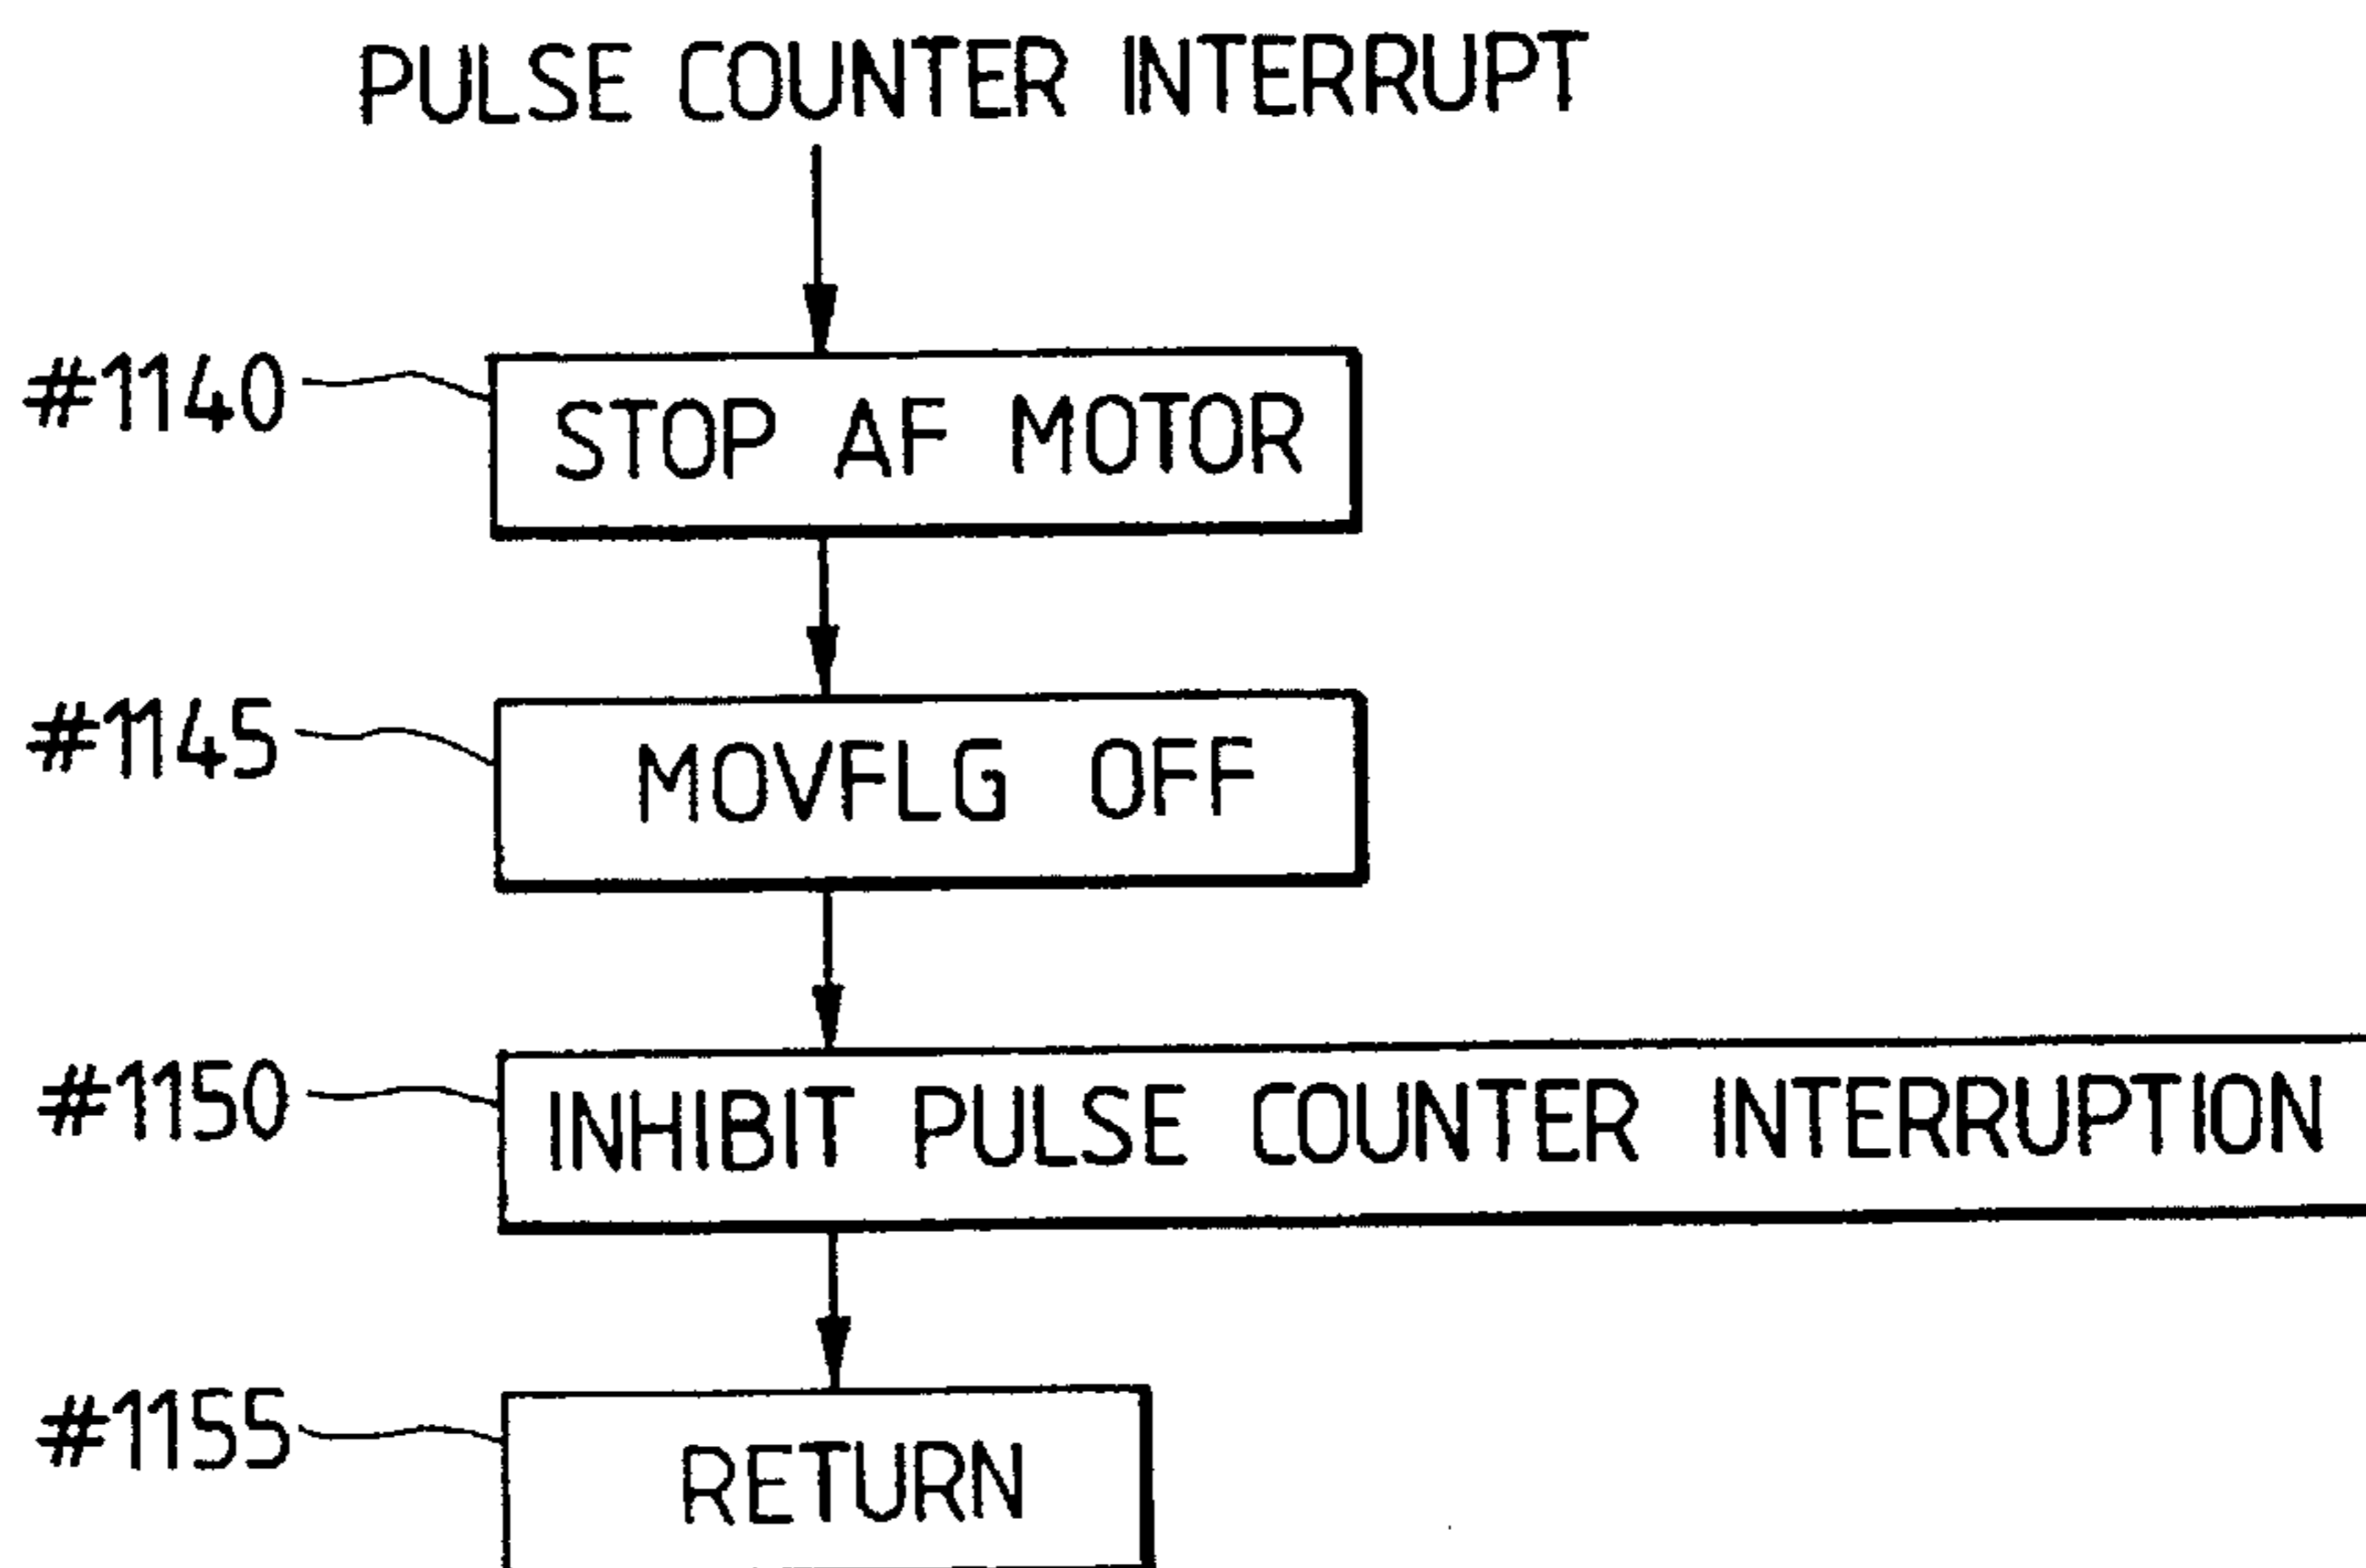 PULSE COUNTER INTERRUPT
#1140 STOP AF MOTOR
#1145 MOVFLG OFF
#1150 INHIBIT PULSE COUNTER INTERRUPTION
#1155 RETURN